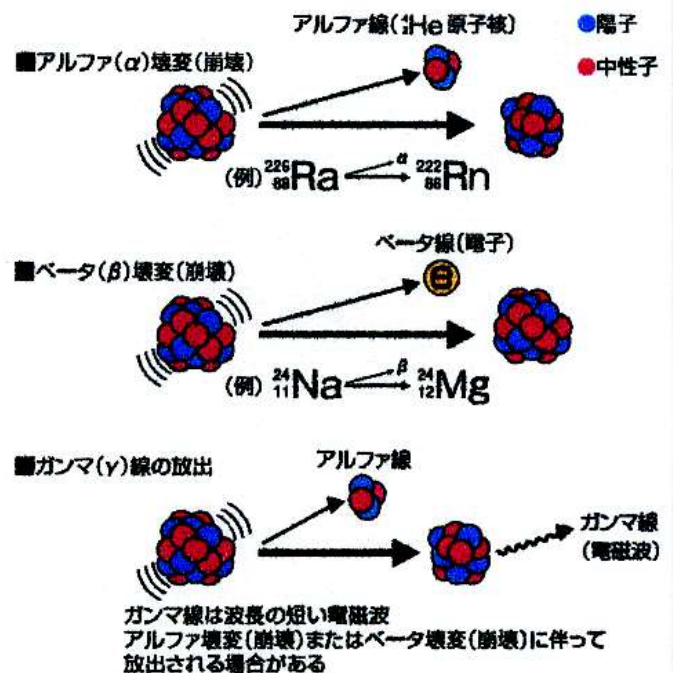 アルファ線(⁴₂He 原子核)
●陽子
■アルファ(α)壊変(崩壊)
●中性子
(例) ²²⁶₈₈Ra α ²²²₈₆Rn
ベータ線(電子)
■ベータ(β)壊変(崩壊)
⊖
(例) ²⁴₁₁Na β ²⁴₁₂Mg
アルファ線
■ガンマ(γ)線の放出
ガンマ線
(電磁波)
ガンマ線は波長の短い電磁波
アルファ壊変(崩壊)またはベータ壊変(崩壊)に伴って
放出される場合がある